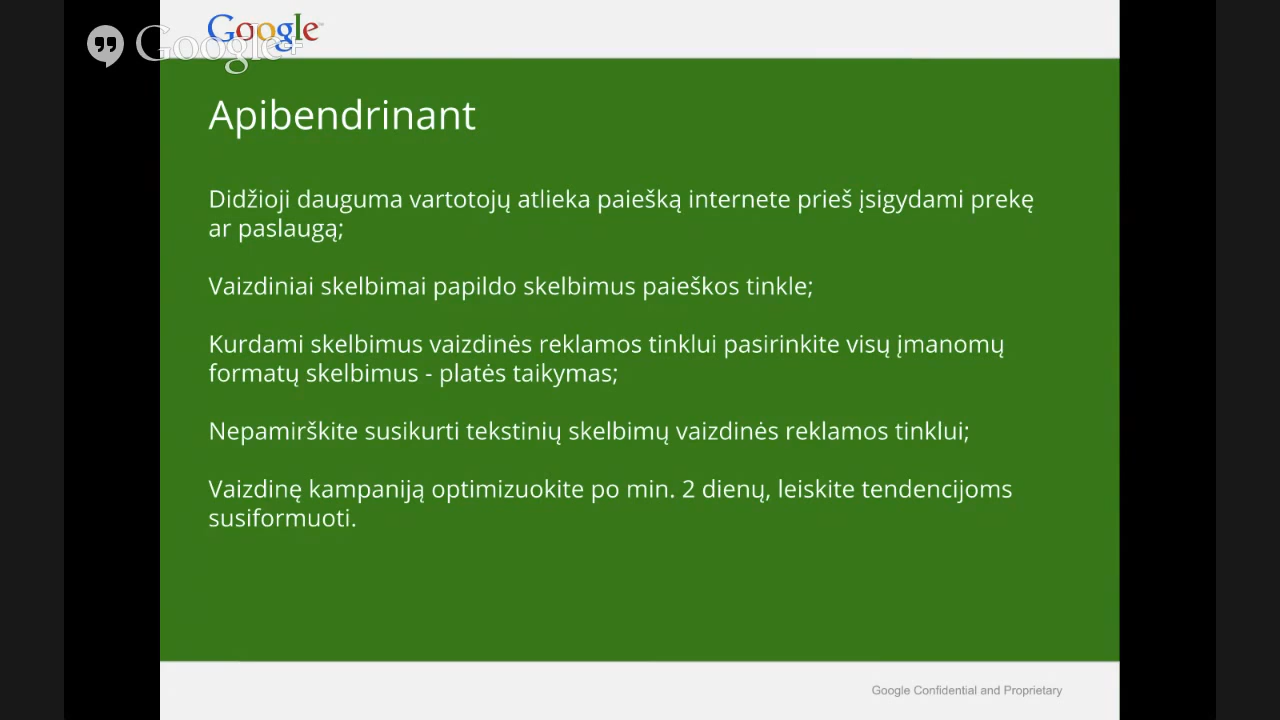 Google
Google+
Apibendrinant
Didžioji dauguma vartotojų atlieka paiešką internete prieš įsigydami prekę
ar paslaugą;
Vaizdiniai skelbimai papildo skelbimus paieškos tinkle;
Kurdami skelbimus vaizdinės reklamos tinklui pasirinkite visų įmanomų
formatų skelbimus - platės taikymas;
Nepamirškite susikurti tekstinių skelbimų vaizdinės reklamos tinklui;
Vaizdinę kampaniją optimizuokite po min. 2 dienų, leiskite tendencijoms
susiformuoti.
Google Confidential and Proprietary